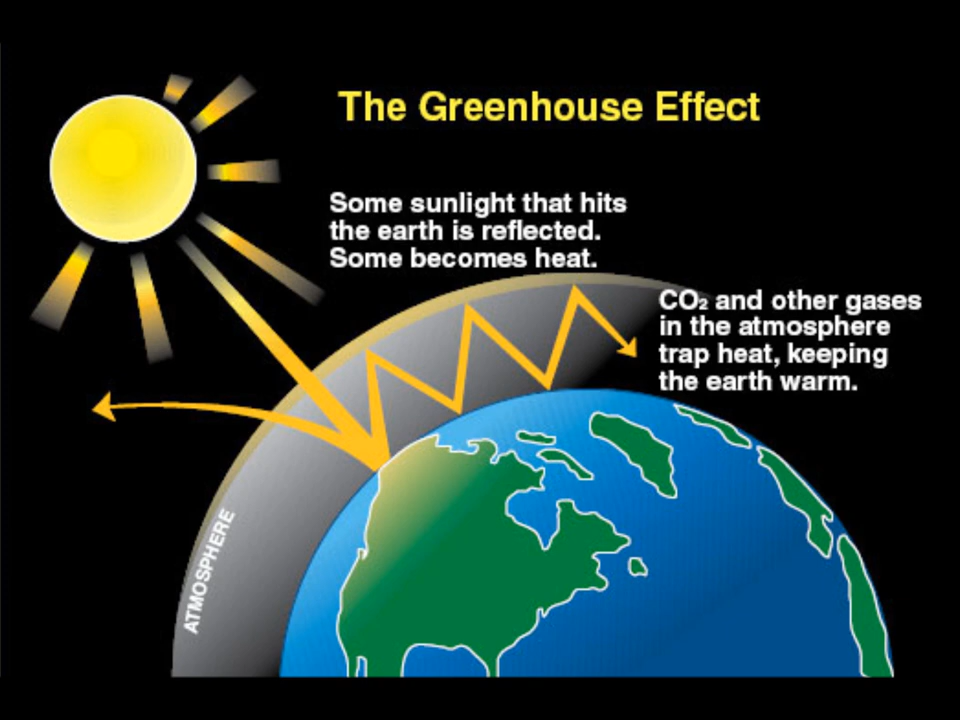 The Greenhouse Effect
Some sunlight that hits
the earth is reflected.
Some becomes heat.
CO₂ and other gases
in the atmosphere
trap heat, keeping
the earth warm.
ATMOSPHERE